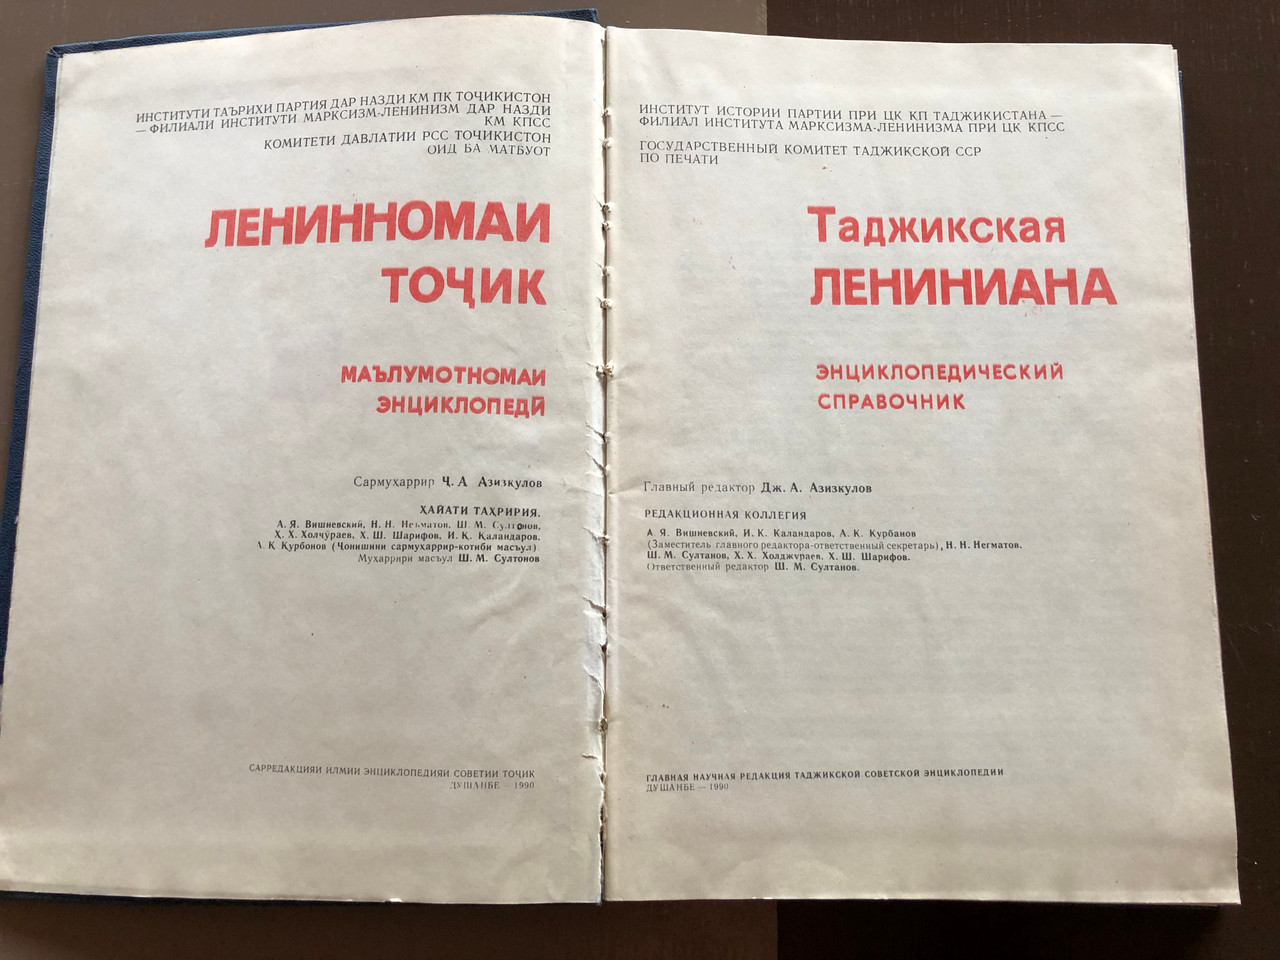 ИНСТИТУТИ ТАЪРИХИ ПАРТИЯ ДАР НАЗДИ КМ ПК ТОҶИКИСТОН
— ФИЛИАЛИ ИНСТИТУТИ МАРКСИЗМ-ЛЕНИНИЗМ ДАР НАЗДИ
КМ КПСС
КОМИТЕТИ ДАВЛАТИИ РСС ТОҶИКИСТОН
ОИД БА МАТБУОТ
ЛЕНИННОМАИ
ТОҶИК
МАЪЛУМОТНОМАИ
ЭНЦИКЛОПЕДӢ
Сармуҳаррир Ҷ. А Азизқулов
ҲАЙАТИ ТАҲРИРИЯ.
А. Я. Вишневский, Н. Н. Неъматов, Ш. М. Султонов,
Х. Х. Холҷӯраев, Х. Ш. Шарифов, И. К. Қаландаров,
А. К Қурбонов (Ҷонишини сармуҳаррир-котиби масъул)
Муҳаррири масъул Ш. М. Султонов
САРРЕДАКЦИЯИ ИЛМИИ ЭНЦИКЛОПЕДИЯИ СОВЕТИИ ТОҶИК
ДУШАНБЕ — 1990
ИНСТИТУТ ИСТОРИИ ПАРТИИ ПРИ ЦК КП ТАДЖИКИСТАНА —
ФИЛИАЛ ИНСТИТУТА МАРКСИЗМА-ЛЕНИНИЗМА ПРИ ЦК КПСС
ГОСУДАРСТВЕННЫЙ КОМИТЕТ ТАДЖИКСКОЙ ССР
ПО ПЕЧАТИ
Таджикская
ЛЕНИНИАНА
ЭНЦИКЛОПЕДИЧЕСКИЙ
СПРАВОЧНИК
Главный редактор Дж. А. Азизкулов
РЕДАКЦИОННАЯ КОЛЛЕГИЯ
А. Я. Вишневский, И. К. Каландаров, А. К. Курбанов
(Заместитель главного редактора-ответственный секретарь), Н. Н. Негматов,
Ш. М. Султанов, Х. Х. Холджураев, Х. Ш. Шарифов.
Ответственный редактор Ш. М. Султанов.
ГЛАВНАЯ НАУЧНАЯ РЕДАКЦИЯ ТАДЖИКСКОЙ СОВЕТСКОЙ ЭНЦИКЛОПЕДИИ
ДУШАНБЕ — 1990